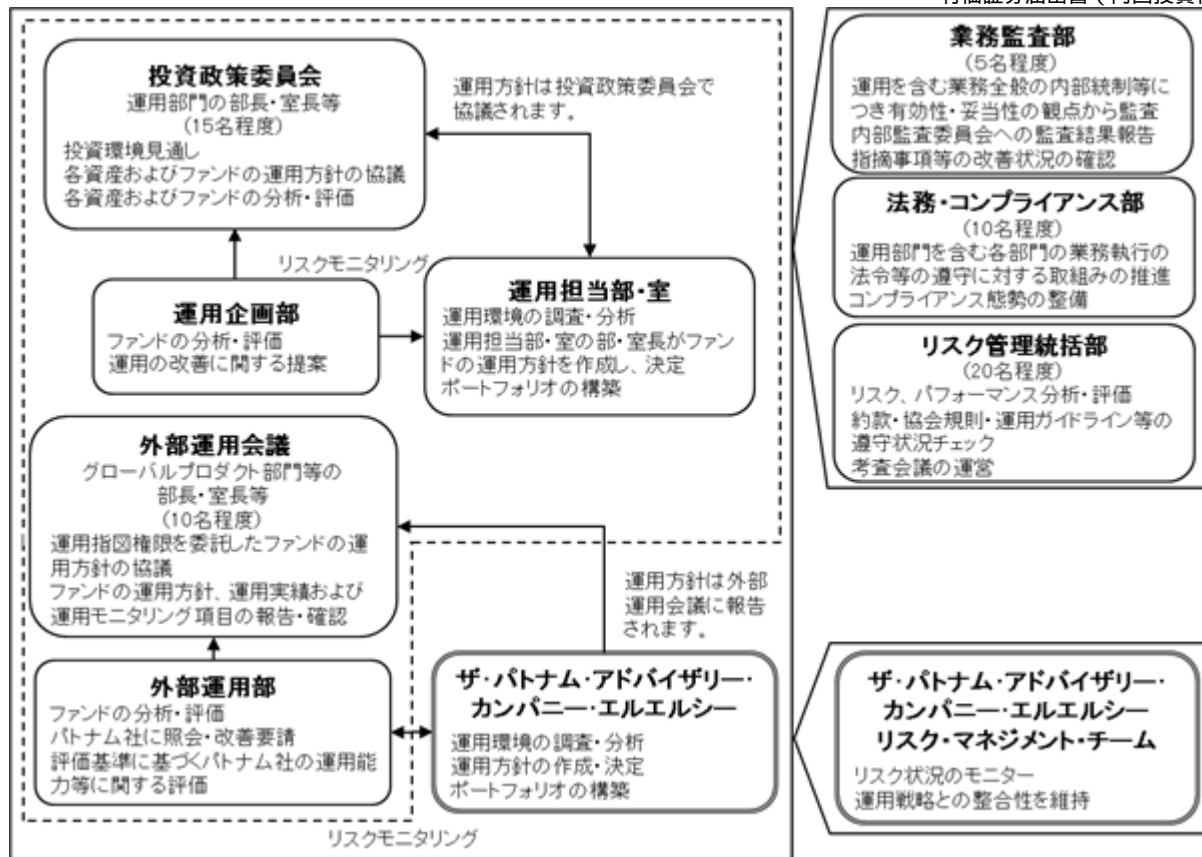 投資政策委員会
運用部門の部長・室長等
(15名程度)
投資環境見通し
各資産およびファンドの運用方針の協議
各資産およびファンドの分析・評価
運用方針は投資政策委員会で
協議されます。
リスクモニタリング
運用企画部
ファンドの分析・評価
運用の改善に関する提案
運用担当部・室
運用環境の調査・分析
運用担当部・室の部・室長がファン
ドの運用方針を作成し、決定
ポートフォリオの構築
外部運用会議
グローバルプロダクト部門等の
部長・室長等
(10名程度)
運用指図権限を委託したファンドの運
用方針の協議
ファンドの運用方針、運用実績および
運用モニタリング項目の報告・確認
運用方針は外部
運用会議に報告
されます。
外部運用部
ファンドの分析・評価
パトナム社に照会・改善要請
評価基準に基づくパトナム社の運用能
力等に関する評価
ザ・パトナム・アドバイザリー・
カンパニー・エルエルシー
運用環境の調査・分析
運用方針の作成・決定
ポートフォリオの構築
リスクモニタリング
業務監査部
(5名程度)
運用を含む業務全般の内部統制等に
つき有効性・妥当性の観点から監査
内部監査委員会への監査結果報告
指摘事項等の改善状況の確認
法務・コンプライアンス部
(10名程度)
運用部門を含む各部門の業務執行の
法令等の遵守に対する取組みの推進
コンプライアンス態勢の整備
リスク管理統括部
(20名程度)
リスク、パフォーマンス分析・評価
約款・協会規則・運用ガイドライン等の
遵守状況チェック
考査会議の運営
ザ・パトナム・アドバイザリー・
カンパニー・エルエルシー
リスク・マネジメント・チーム
リスク状況のモニター
運用戦略との整合性を維持